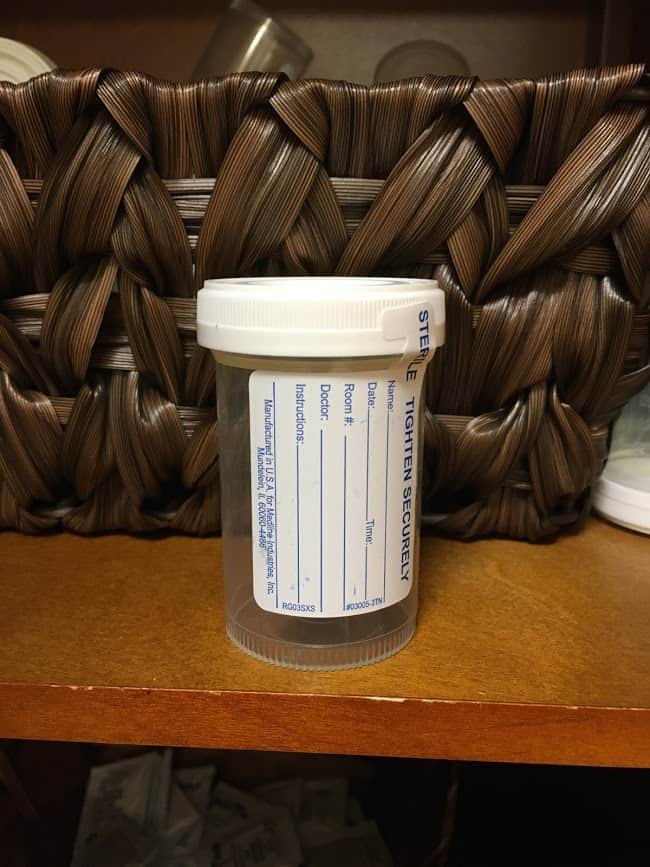 STERILE TIGHTEN SECURELY
Name:
Date: Time:
Room #:
Doctor:
Instructions:
#03005-3TN
RG03SXS
Manufactured in U.S.A. for Medline Industries, Inc.
Mundelein, IL 60060-4486